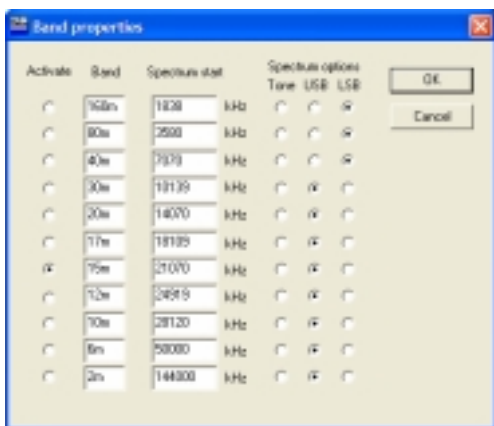 Band properties
Activate Band Spectrum start Spectrum options
Tone USB LSB
OK
Cancel
160m 1838 kHz
80m 3580 kHz
40m 7070 kHz
30m 10139 kHz
20m 14070 kHz
17m 18109 kHz
15m 21070 kHz
12m 24919 kHz
10m 28120 kHz
6m 50000 kHz
2m 144000 kHz